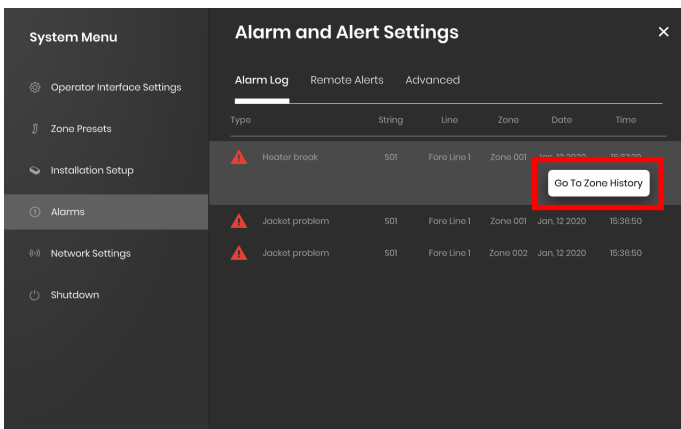 System Menu
Alarm and Alert Settings
Operator Interface Settings
Zone Presets
Installation Setup
Alarms
Network Settings
Shutdown
Alarm Log Remote Alerts Advanced
Type String Line Zone Date Time
Heater break S01 Fore Line 1 Zone 001 Jan, 12 2020
Go To Zone History
Jacket problem S01 Fore Line 1 Zone 001 Jan, 12 2020 15:36:50
Jacket problem S01 Fore Line 1 Zone 002 Jan, 12 2020 15:36:50